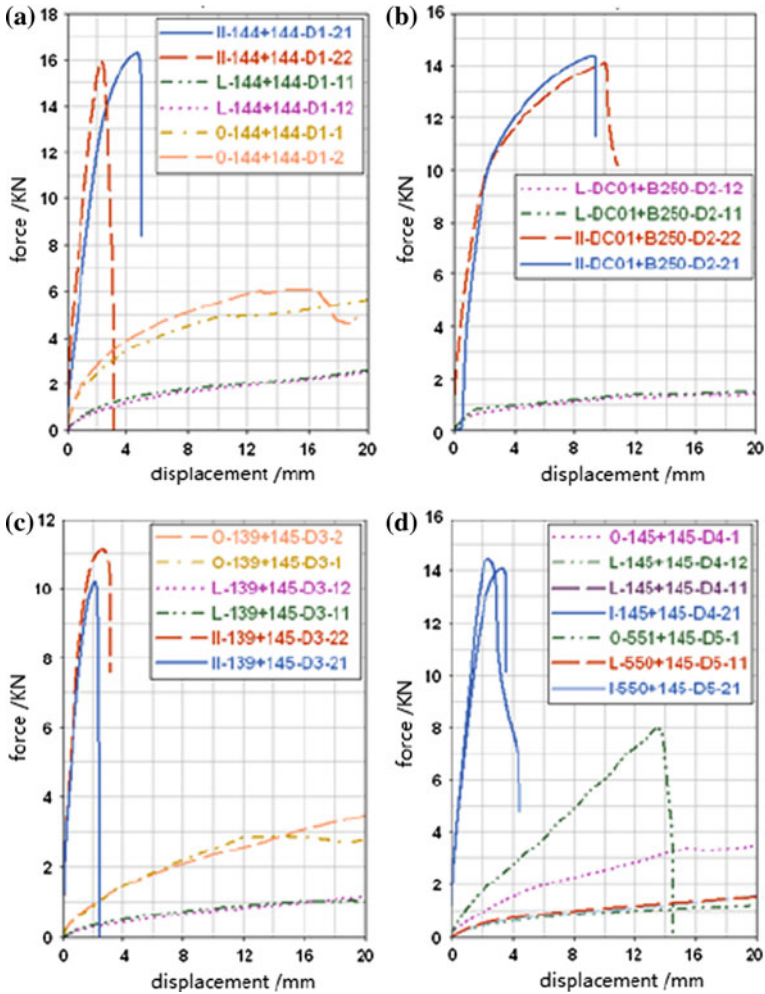 (a)
18
16
14
12
10
8
6
4
2
0
force /KN
II-144+144-D1-21
II-144+144-D1-22
L-144+144-D1-11
L-144+144-D1-12
O-144+144-D1-1
O-144+144-D1-2
0 4 8 12 16 20
displacement /mm
(b)
16
14
12
10
8
6
4
2
0
force /KN
L-DC01+B250-D2-12
L-DC01+B250-D2-11
II-DC01+B250-D2-22
II-DC01+B250-D2-21
0 4 8 12 16 20
displacement /mm
(c)
12
10
8
6
4
2
0
force /KN
O-139+145-D3-2
O-139+145-D3-1
L-139+145-D3-12
L-139+145-D3-11
II-139+145-D3-22
II-139+145-D3-21
0 4 8 12 16 20
displacement /mm
(d)
16
14
12
10
8
6
4
2
0
force /KN
O-145+145-D4-1
L-145+145-D4-12
L-145+145-D4-11
I-145+145-D4-21
O-551+145-D5-1
L-550+145-D5-11
I-550+145-D5-21
0 4 8 12 16 20
displacement /mm